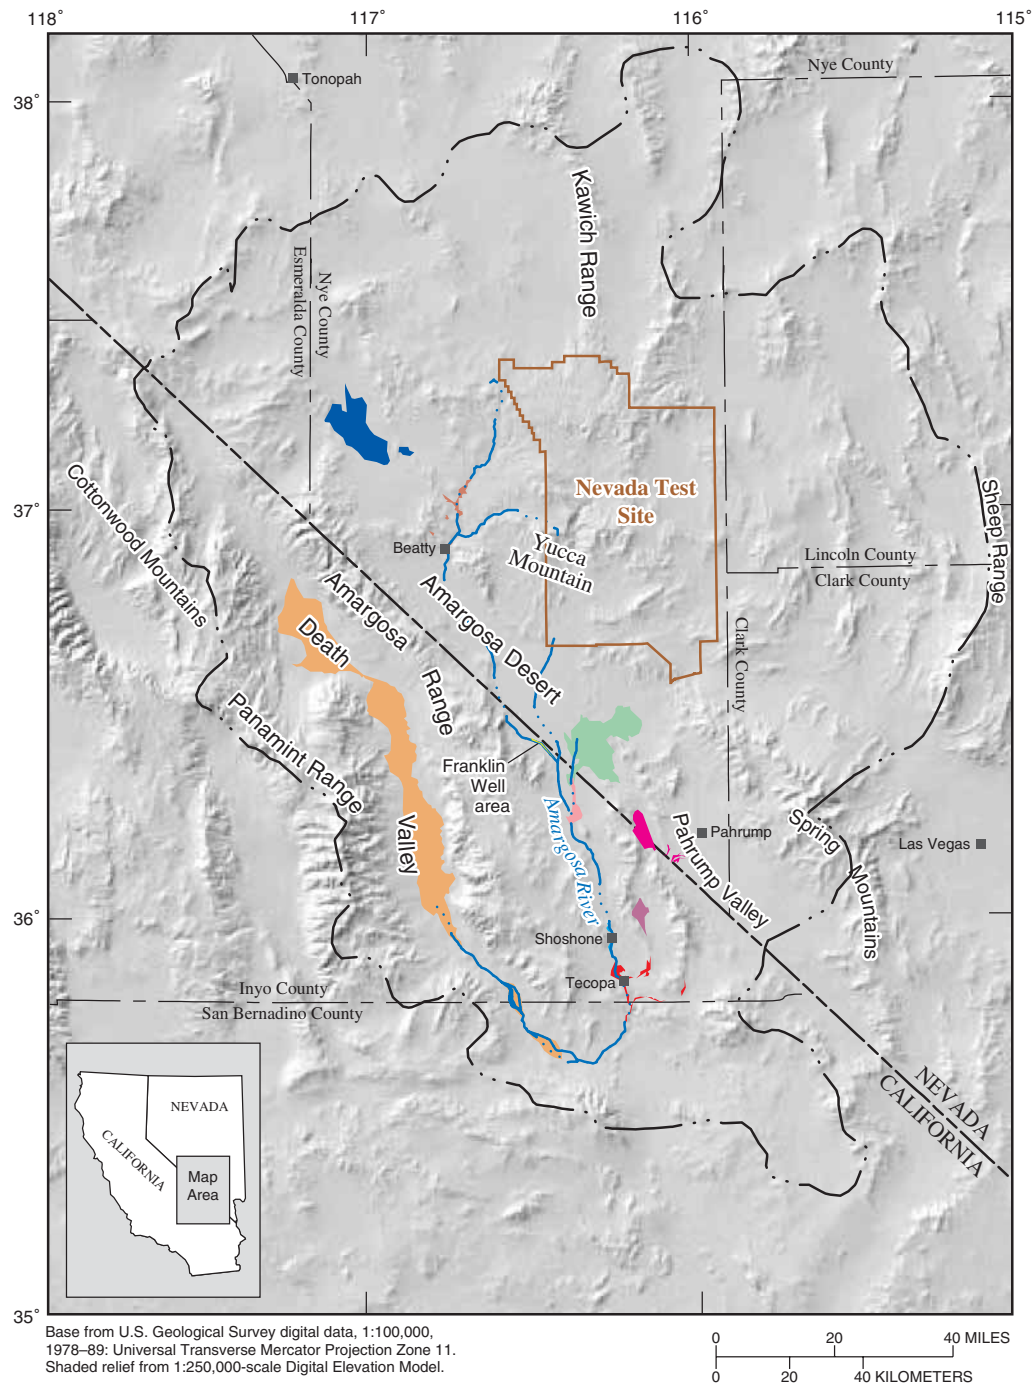 118°
117°
116°
115°
38°
37°
36°
35°
Tonopah
Nye County
Kawich Range
Nye County
Esmeralda County
Nevada Test
Site
Cottonwood Mountains
Sheep Range
Beatty
Yucca
Mountain
Lincoln County
Clark County
Amargosa
Range
Amargosa Desert
Death
Valley
Clark County
Panamint Range
Franklin
Well
area
Amargosa River
Pahrump
Pahrump Valley
Spring
Mountains
Las Vegas
Shoshone
Tecopa
Inyo County
San Bernadino County
NEVADA
CALIFORNIA
NEVADA
CALIFORNIA
Map
Area
Base from U.S. Geological Survey digital data, 1:100,000,
1978–89: Universal Transverse Mercator Projection Zone 11.
Shaded relief from 1:250,000-scale Digital Elevation Model.
0 20 40 MILES
0 20 40 KILOMETERS